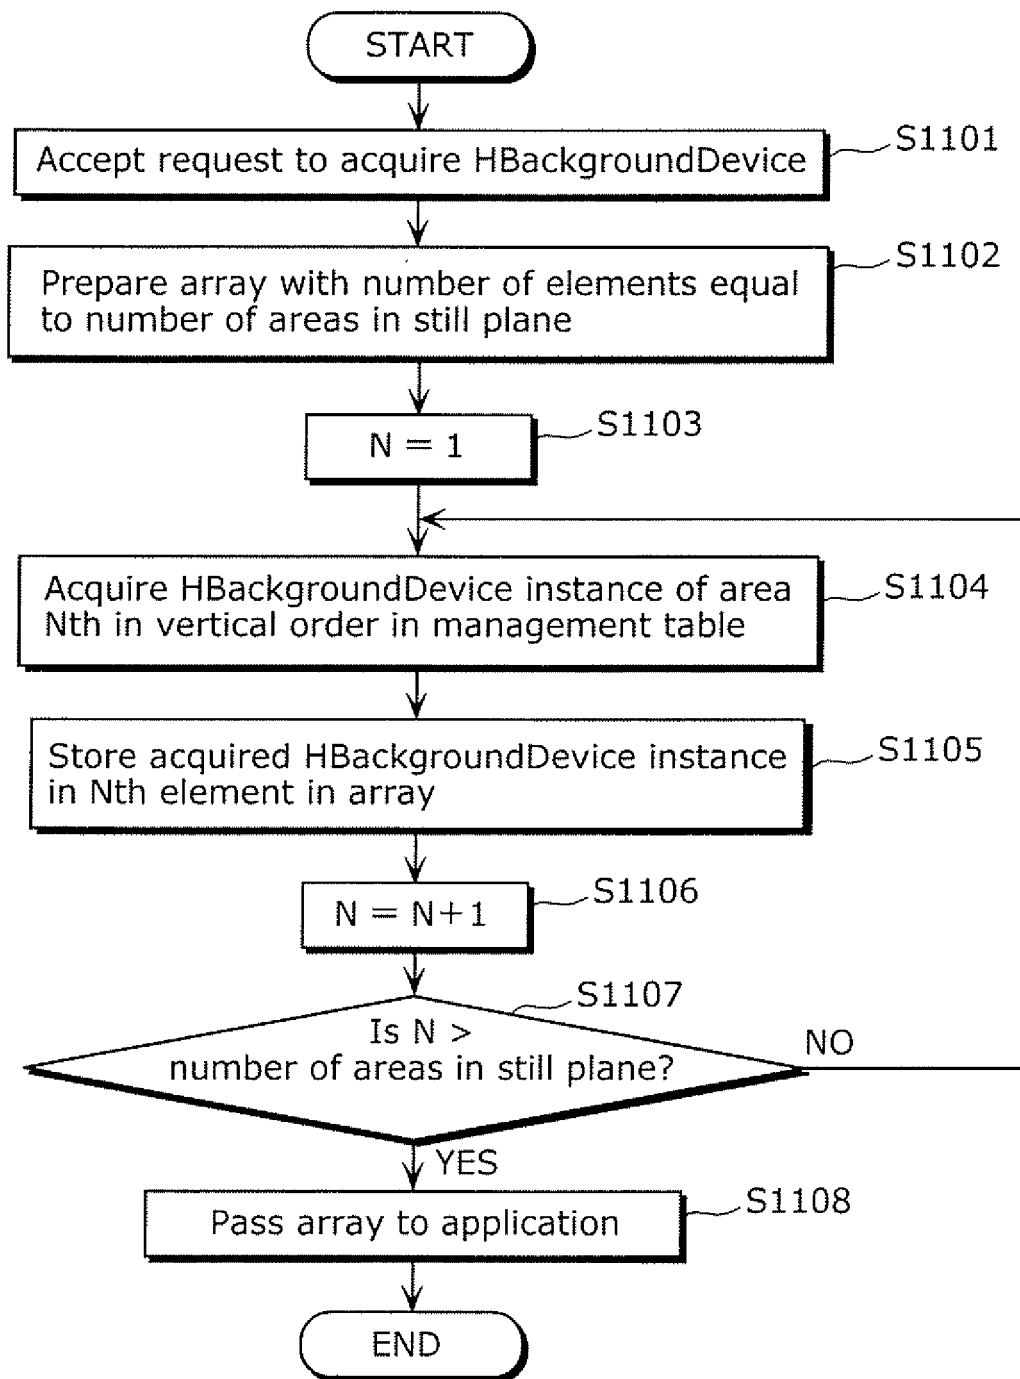 START
Accept request to acquire HBackgroundDevice
S1101
Prepare array with number of elements equal
to number of areas in still plane
S1102
N = 1
S1103
Acquire HBackgroundDevice instance of area
Nth in vertical order in management table
S1104
Store acquired HBackgroundDevice instance
in Nth element in array
S1105
N = N+1
S1106
Is N >
number of areas in still plane?
S1107
NO
YES
Pass array to application
S1108
END